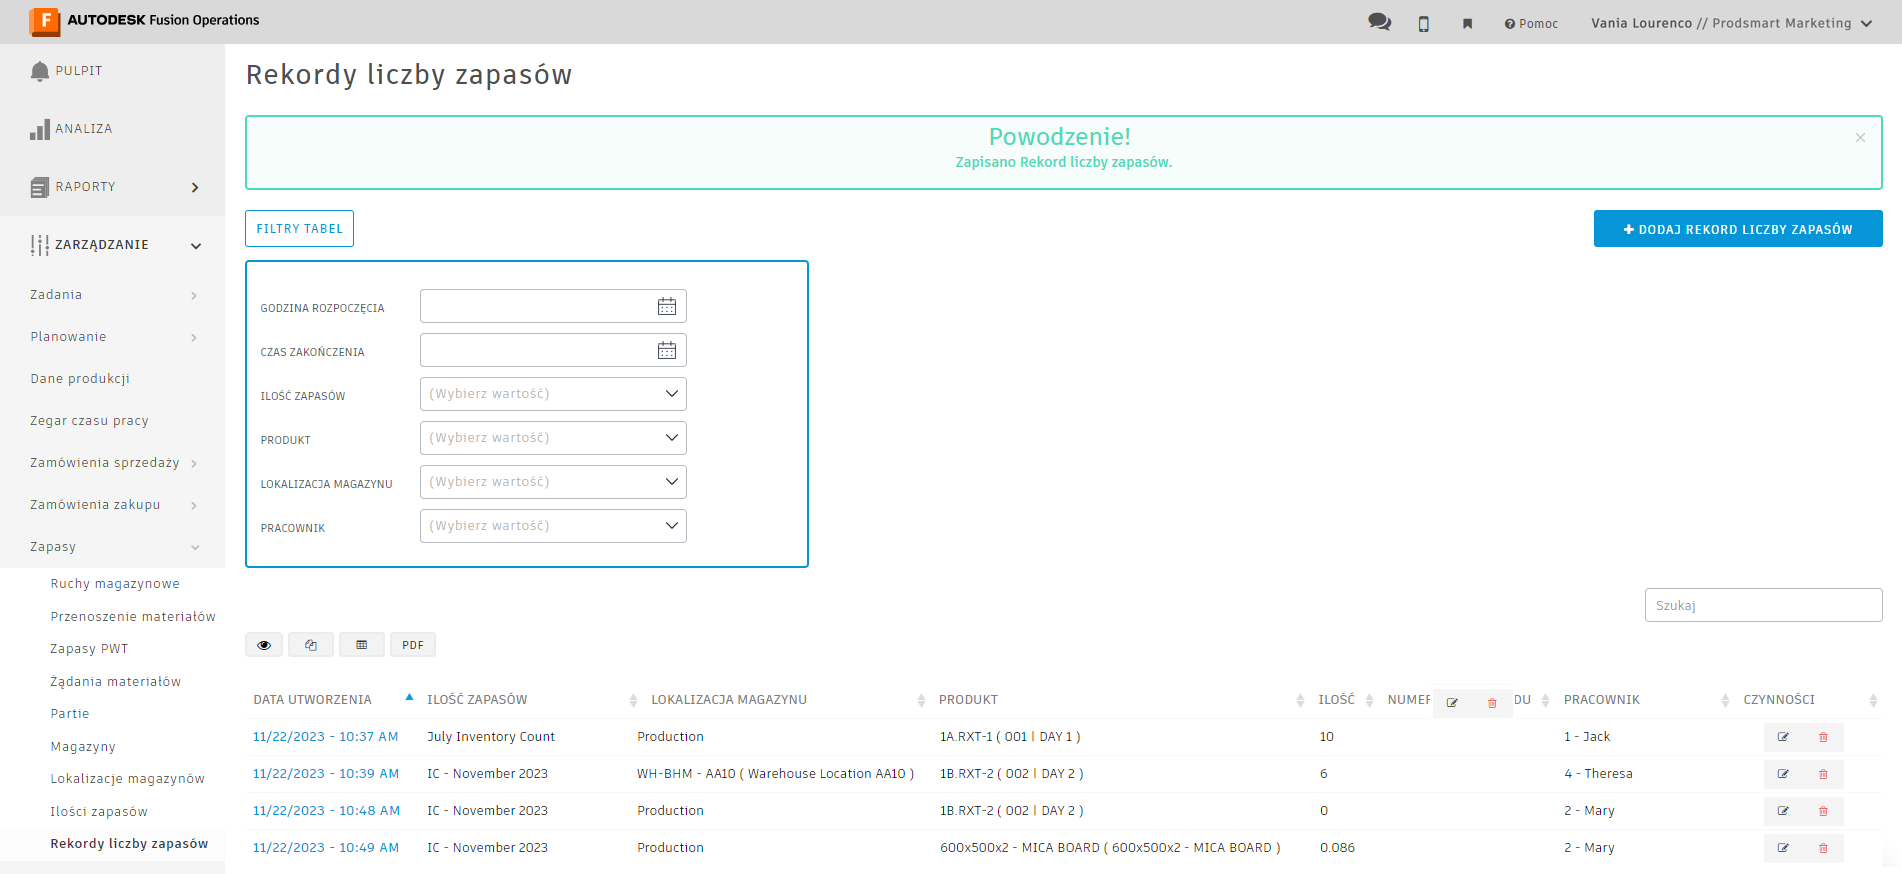 AUTODESK Fusion Operations
Pomoc
Vania Lourenco // Prodsmart Marketing
PULPIT
ANALIZA
RAPORTY
ZARZĄDZANIE
Zadania
Planowanie
Dane produkcji
Zegar czasu pracy
Zamówienia sprzedaży
Zamówienia zakupu
Zapasy
Ruchy magazynowe
Przenoszenie materiałów
Zapasy PWT
Żądania materiałów
Partie
Magazyny
Lokalizacje magazynów
Ilości zapasów
Rekordy liczby zapasów
Rekordy liczby zapasów
Powodzenie!
Zapisano Rekord liczby zapasów.
FILTRY TABEL
DODAJ REKORD LICZBY ZAPASÓW
GODZINA ROZPOCZĘCIA
CZAS ZAKOŃCZENIA
ILOŚĆ ZAPASÓW (Wybierz wartość)
PRODUKT (Wybierz wartość)
LOKALIZACJA MAGAZYNU (Wybierz wartość)
PRACOWNIK (Wybierz wartość)
Szukaj
PDF
DATA UTWORZENIA ILOŚĆ ZAPASÓW LOKALIZACJA MAGAZYNU PRODUKT ILOŚĆ NUMER DU PRACOWNIK CZYNNOŚCI
11/22/2023 - 10:37 AM July Inventory Count Production 1A.RXT-1 ( 001 | DAY 1 ) 10 1 - Jack
11/22/2023 - 10:39 AM IC - November 2023 WH-BHM - AA10 ( Warehouse Location AA10 ) 1B.RXT-2 ( 002 | DAY 2 ) 6 4 - Theresa
11/22/2023 - 10:48 AM IC - November 2023 Production 1B.RXT-2 ( 002 | DAY 2 ) 0 2 - Mary
11/22/2023 - 10:49 AM IC - November 2023 Production 600x500x2 - MICA BOARD ( 600x500x2 - MICA BOARD ) 0.086 2 - Mary